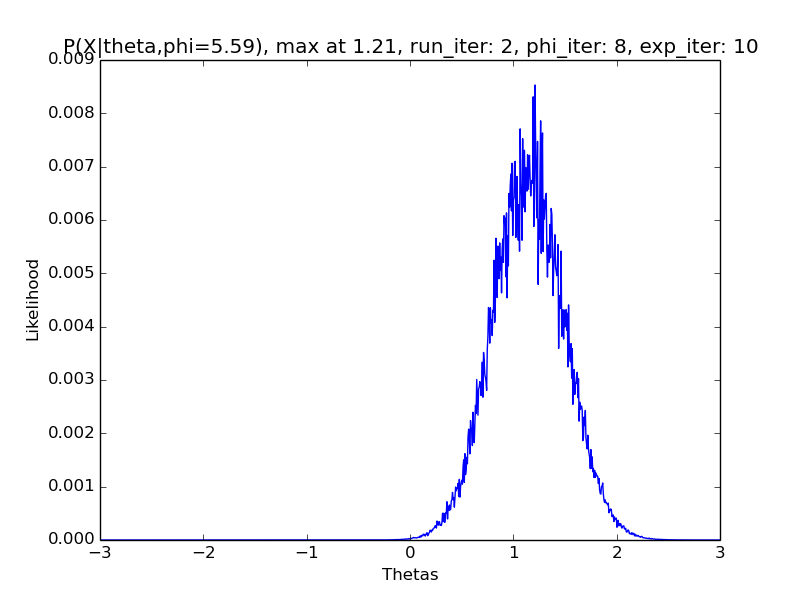 P(X|theta,phi=5.59), max at 1.21, run_iter: 2, phi_iter: 8, exp_iter: 10
0.009
0.008
0.007
0.006
0.005
0.004
0.003
0.002
0.001
0.000
Likelihood
−3 −2 −1 0 1 2 3
Thetas